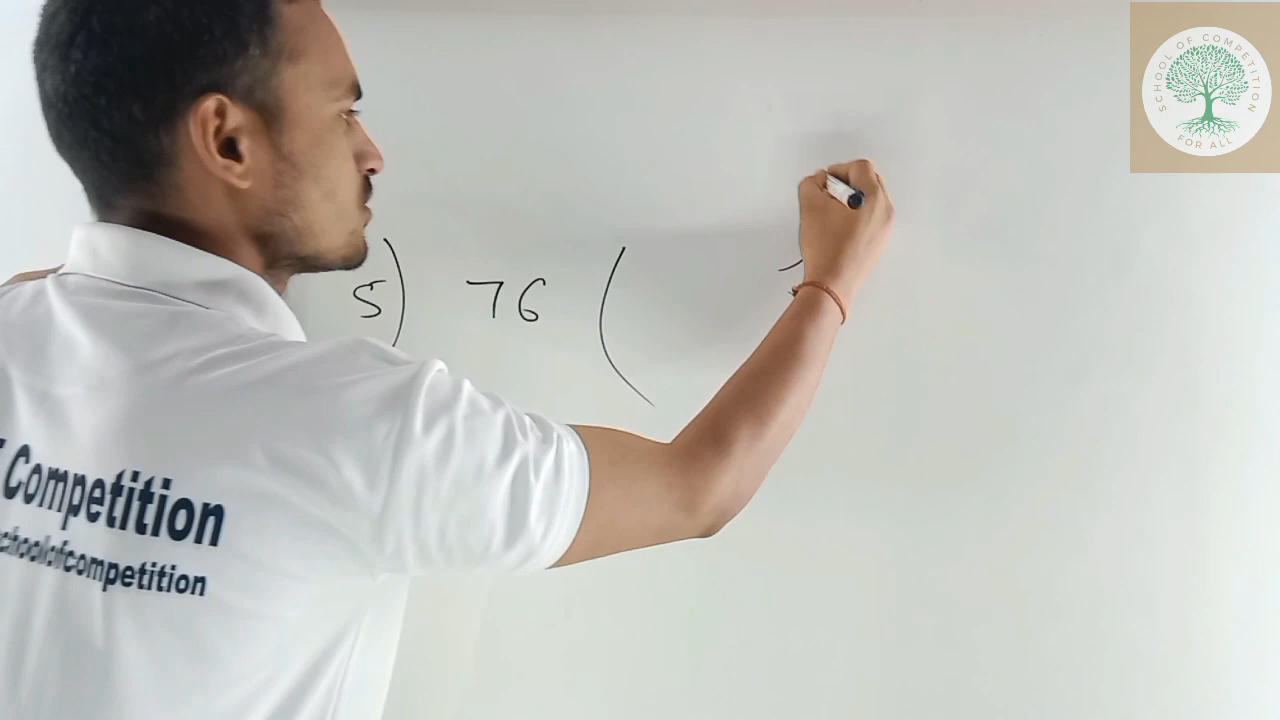 SCHOOL OF COMPETITION
FOR ALL
5) 76 (
Competition
schoolofcompetition